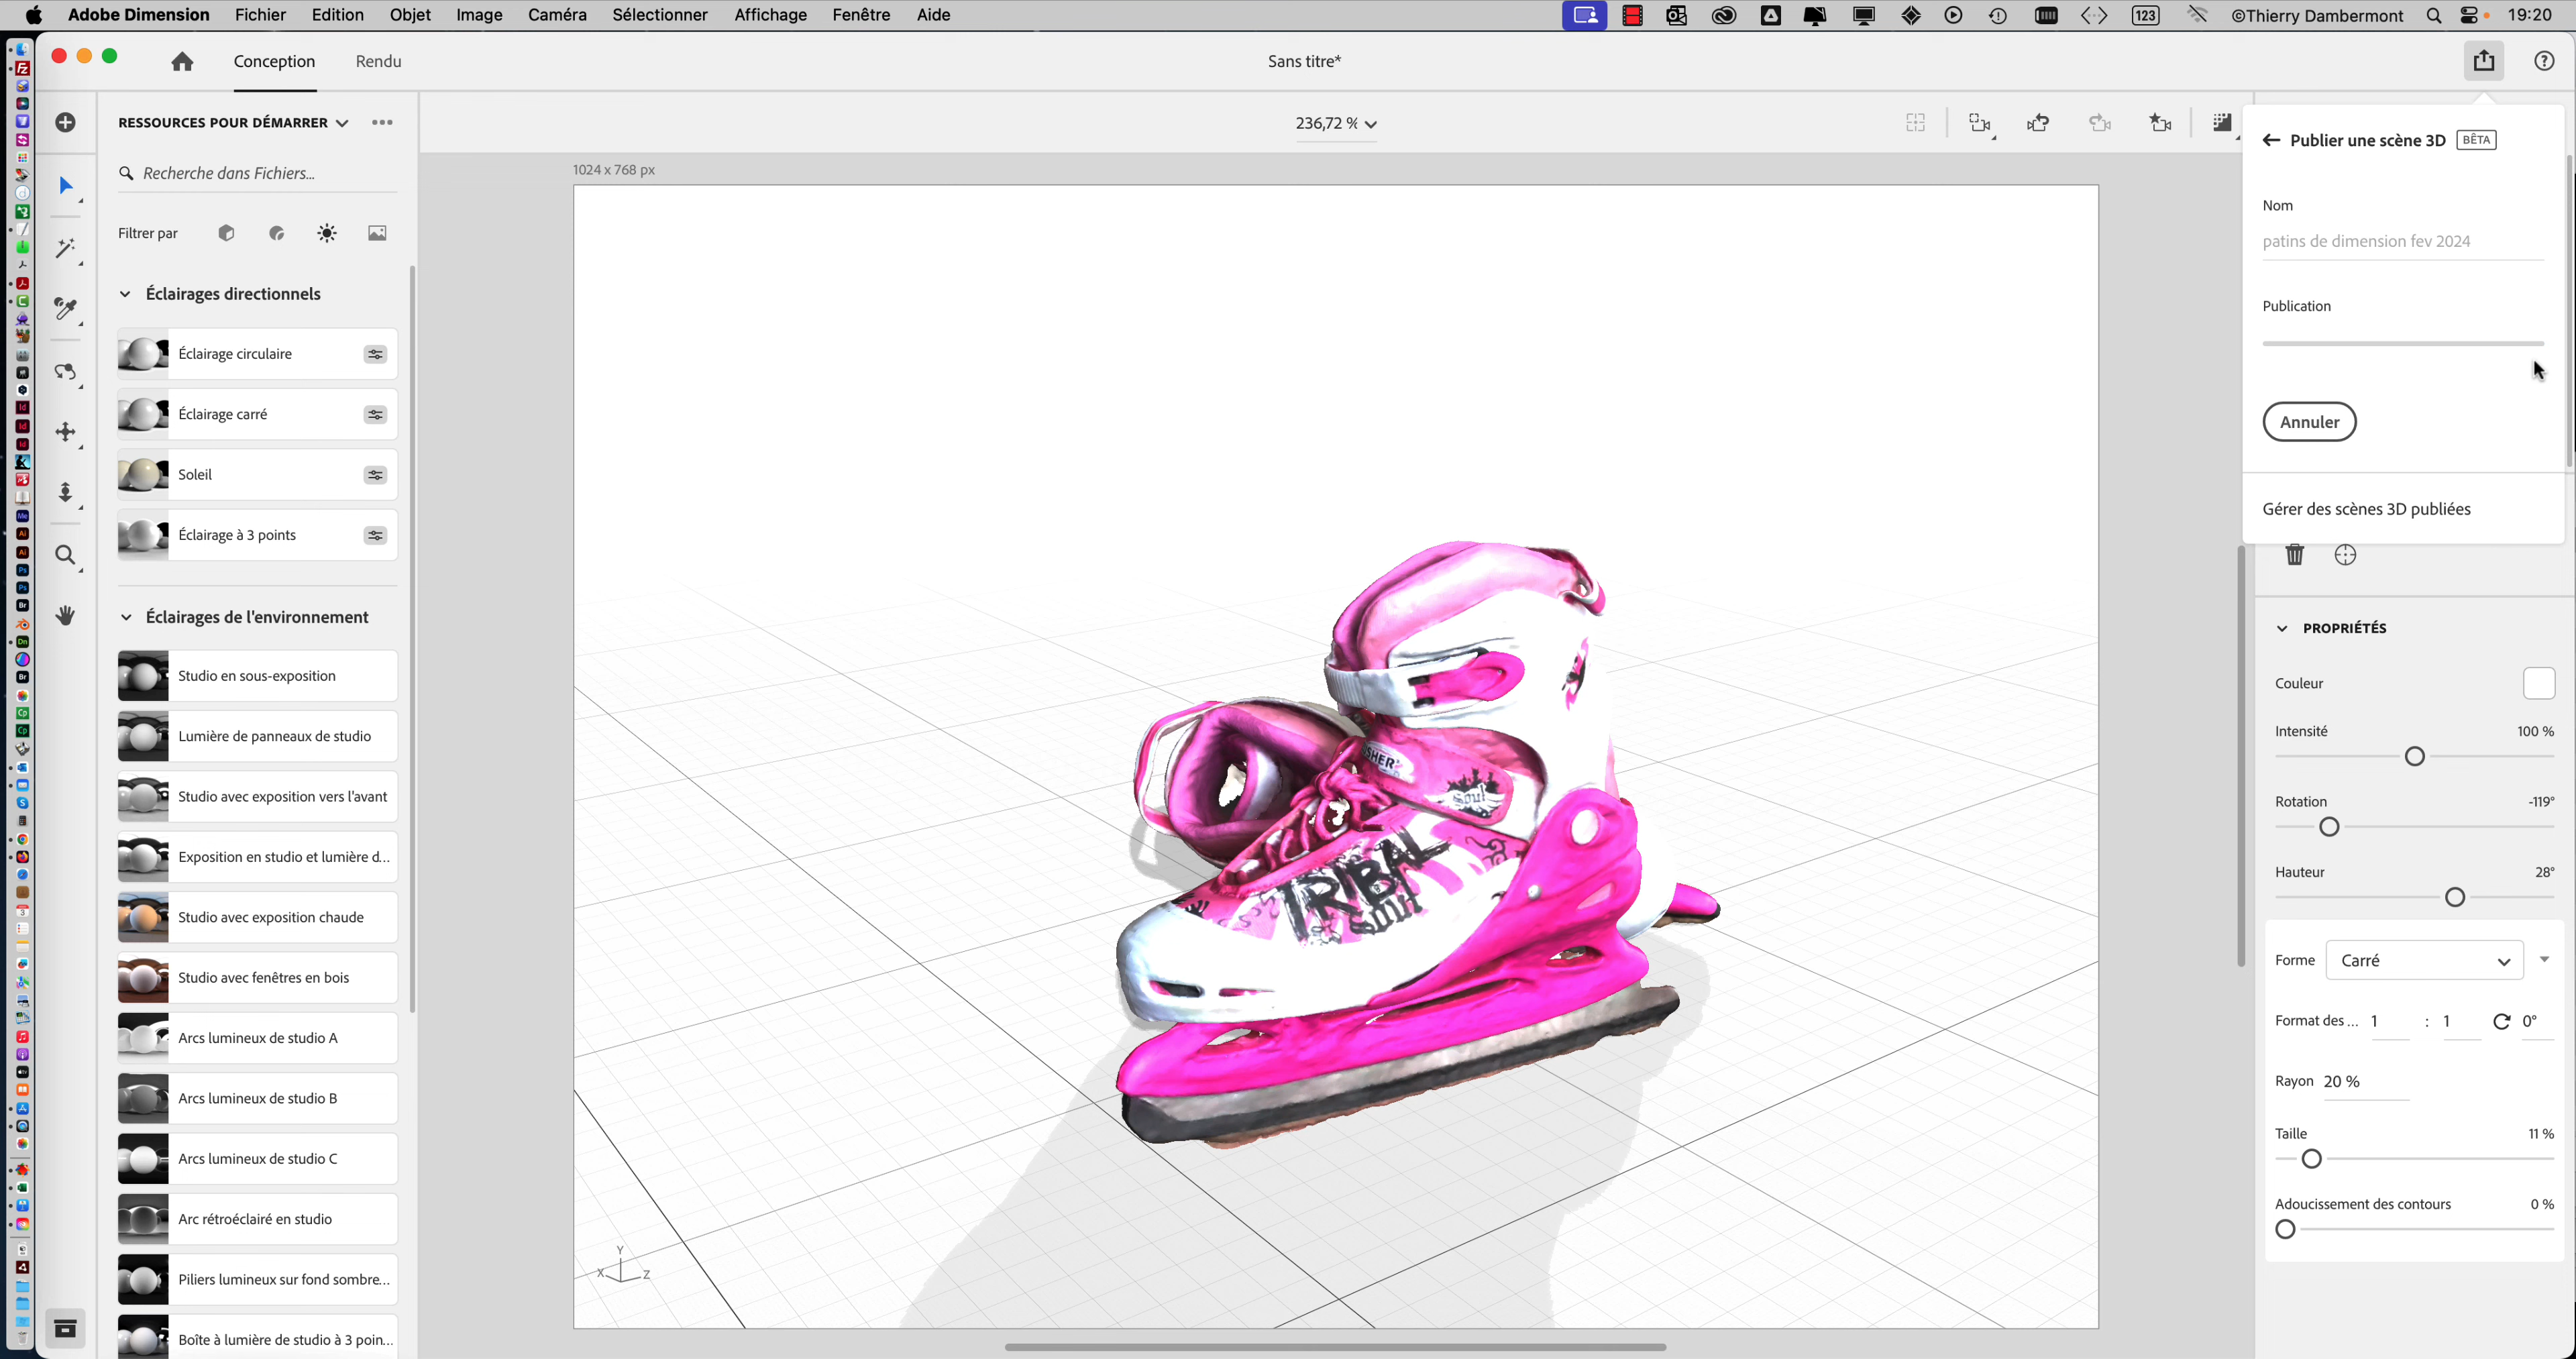 Adobe Dimension Fichier Edition Objet Image Caméra Sélectionner Affichage Fenêtre Aide
123 ©Thierry Dambermont 19:20
Conception Rendu Sans titre*
RESSOURCES POUR DÉMARRER
236,72 %
Recherche dans Fichiers...
Filtrer par
Éclairages directionnels
Éclairage circulaire
Éclairage carré
Soleil
Éclairage à 3 points
Éclairages de l'environnement
Studio en sous-exposition
Lumière de panneaux de studio
Studio avec exposition vers l'avant
Exposition en studio et lumière d...
Studio avec exposition chaude
Studio avec fenêtres en bois
Arcs lumineux de studio A
Arcs lumineux de studio B
Arcs lumineux de studio C
Arc rétroéclairé en studio
Piliers lumineux sur fond sombre...
Boîte à lumière de studio à 3 poin...
1024 x 768 px
SHER
Soul
TRIBAL
Soul
Y
X Z
Publier une scène 3D BÊTA
Nom
patins de dimension fev 2024
Publication
Annuler
Gérer des scènes 3D publiées
PROPRIÉTÉS
Couleur
Intensité 100 %
Rotation -119°
Hauteur 28°
Forme Carré
Format des ... 1 : 1 0°
Rayon 20 %
Taille 11 %
Adoucissement des contours 0 %